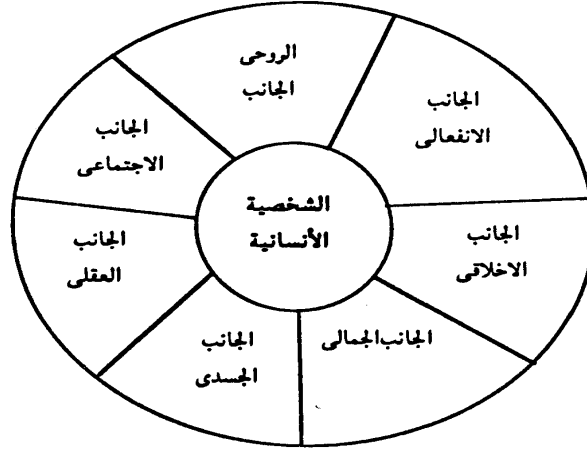 الروحى
الجانب
الجانب
الانفعالى
الجانب
الاجتماعى
الشخصية
الأنسانية
الجانب
الاخلاقى
الجانب
العقلى
الجانب الجمالى
الجانب
الجسدى